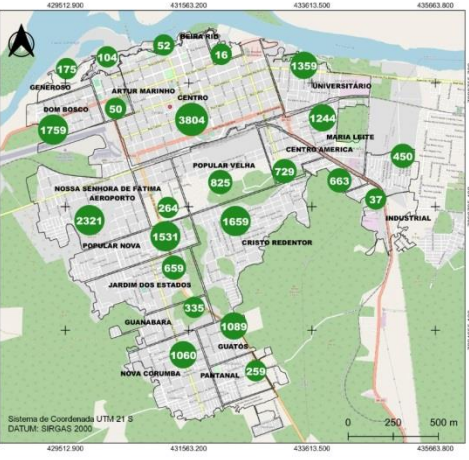 429512.900 431563.200 433613.500 435663.800
BEIRA RIO
52
104
16
175
1359
GENEROSO
ARTUR MARINHO
UNIVERSITÁRIO
DOM BOSCO
50
CENTRO
1759
3804
1244
MARIA LEITE
CENTRO AMERICA
450
POPULAR VELHA
729
663
825
NOSSA SENHORA DE FATIMA
AEROPORTO
37
264
2321
1659
INDUSTRIAL
1531
POPULAR NOVA
CRISTO REDENTOR
659
JARDIM DOS ESTADOS
335
GUANABARÁ
1089
GUATÓS
1060
NOVA CORUMBA
PANTANAL
259
Sistema de Coordenada UTM 21 S
DATUM: SIRGAS 2000
0 250 500 m
429512.900 431563.200 433613.500 435663.800